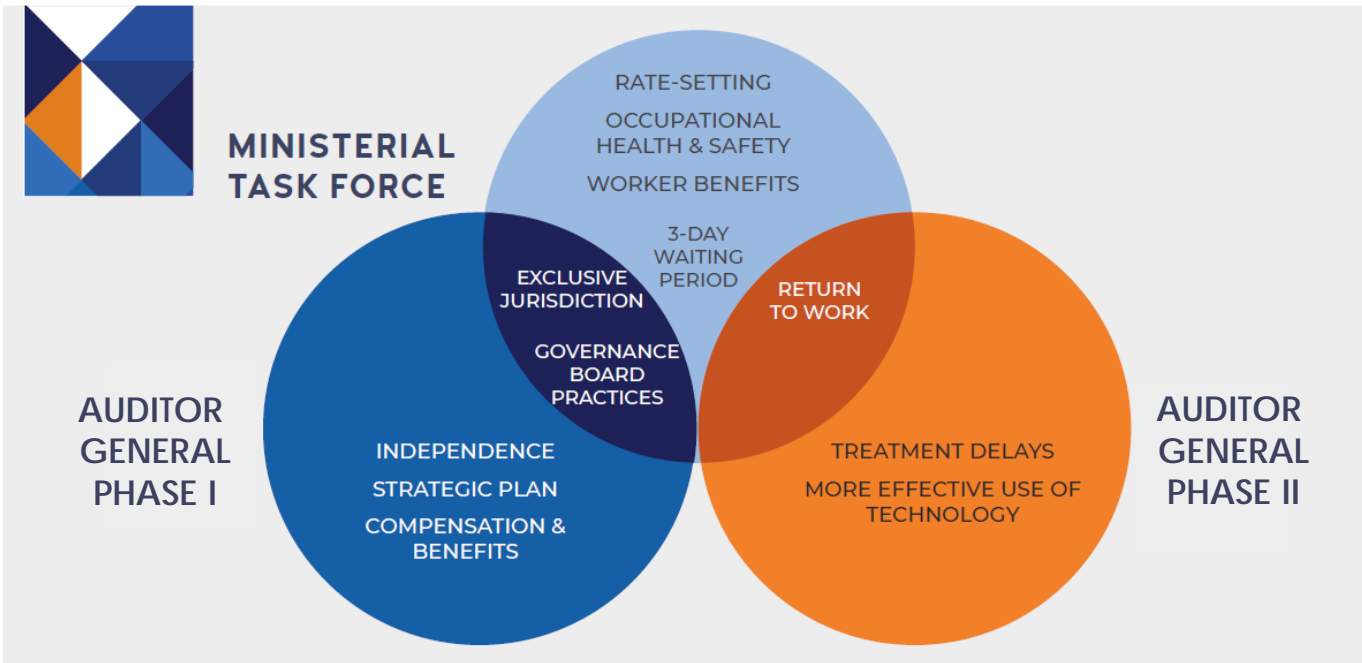 MINISTERIAL
TASK FORCE
RATE-SETTING
OCCUPATIONAL
HEALTH & SAFETY
WORKER BENEFITS
3-DAY
WAITING
PERIOD
EXCLUSIVE
JURISDICTION
GOVERNANCE
BOARD
PRACTICES
RETURN
TO WORK
AUDITOR
GENERAL
PHASE I
INDEPENDENCE
STRATEGIC PLAN
COMPENSATION &
BENEFITS
TREATMENT DELAYS
MORE EFFECTIVE USE OF
TECHNOLOGY
AUDITOR
GENERAL
PHASE II